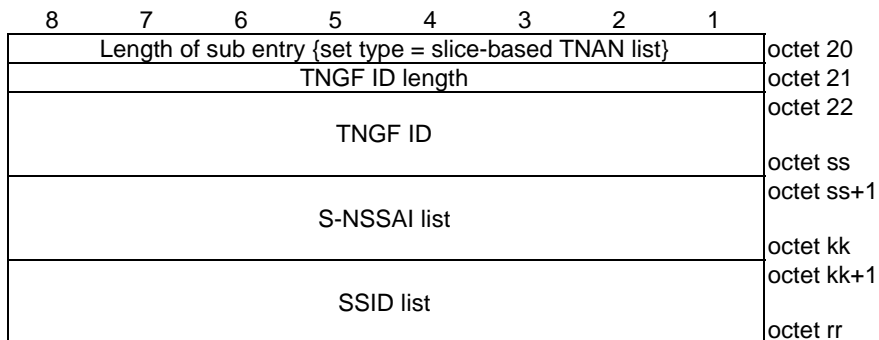 8 7 6 5 4 3 2 1
Length of sub entry {set type = slice-based TNAN list} octet 20
TNGF ID length octet 21
octet 22
TNGF ID
octet ss
octet ss+1
S-NSSAI list
octet kk
octet kk+1
SSID list
octet rr